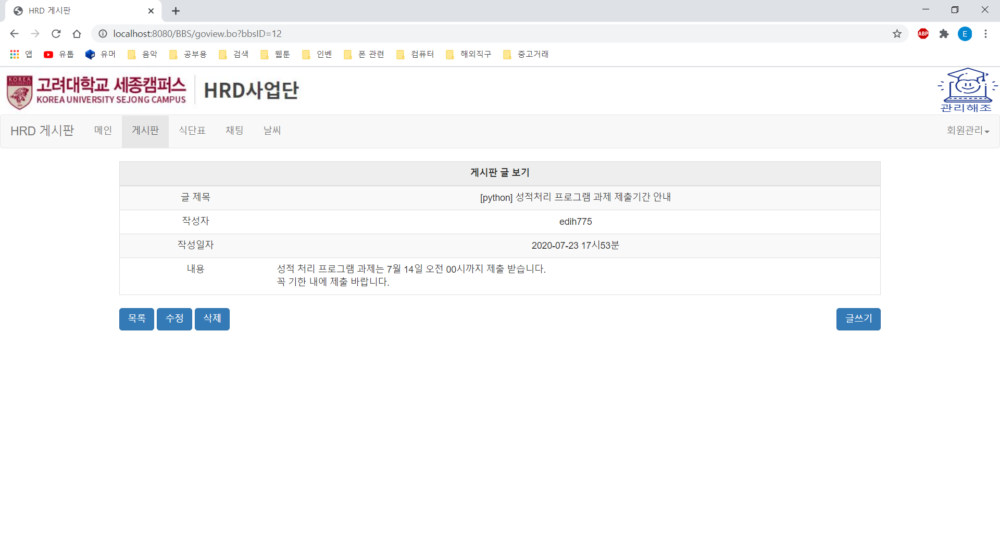 HRD 게시판
localhost:8080/BBS/goview.bo?bbsID=12
ABP
E
앱 유튭 유머 음악 공부용 검색 웹툰 인벤 폰 관련 컴퓨터 해외직구 중고거래
KOREA
고려대학교 세종캠퍼스
KOREA UNIVERSITY SEJONG CAMPUS
HRD사업단
관리해조
HRD 게시판 메인 게시판 식단표 채팅 날씨 회원관리
게시판 글 보기
글 제목 [python] 성적처리 프로그램 과제 제출기간 안내
작성자 edih775
작성일자 2020-07-23 17시53분
내용 성적 처리 프로그램 과제는 7월 14일 오전 00시까지 제출 받습니다.
꼭 기한 내에 제출 바랍니다.
목록 수정 삭제 글쓰기